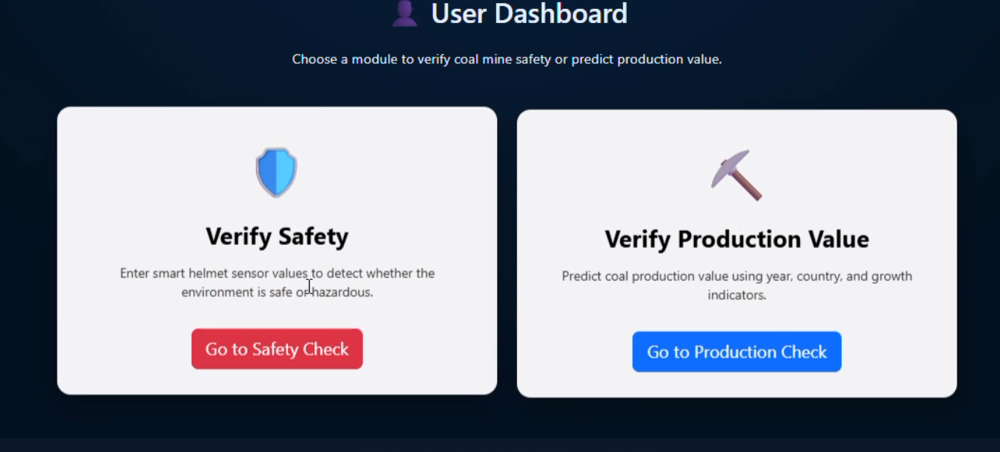 User Dashboard
Choose a module to verify coal mine safety or predict production value.
Verify Safety
Enter smart helmet sensor values to detect whether the
environment is safe or hazardous.
Go to Safety Check
Verify Production Value
Predict coal production value using year, country, and growth
indicators.
Go to Production Check